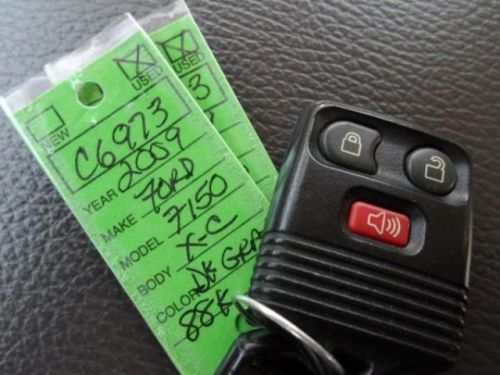 NEW USED
C6973
YEAR 2009
MAKE FORD
MODEL F150
BODY X-C
COLOR DK GRA
88K
USED
3